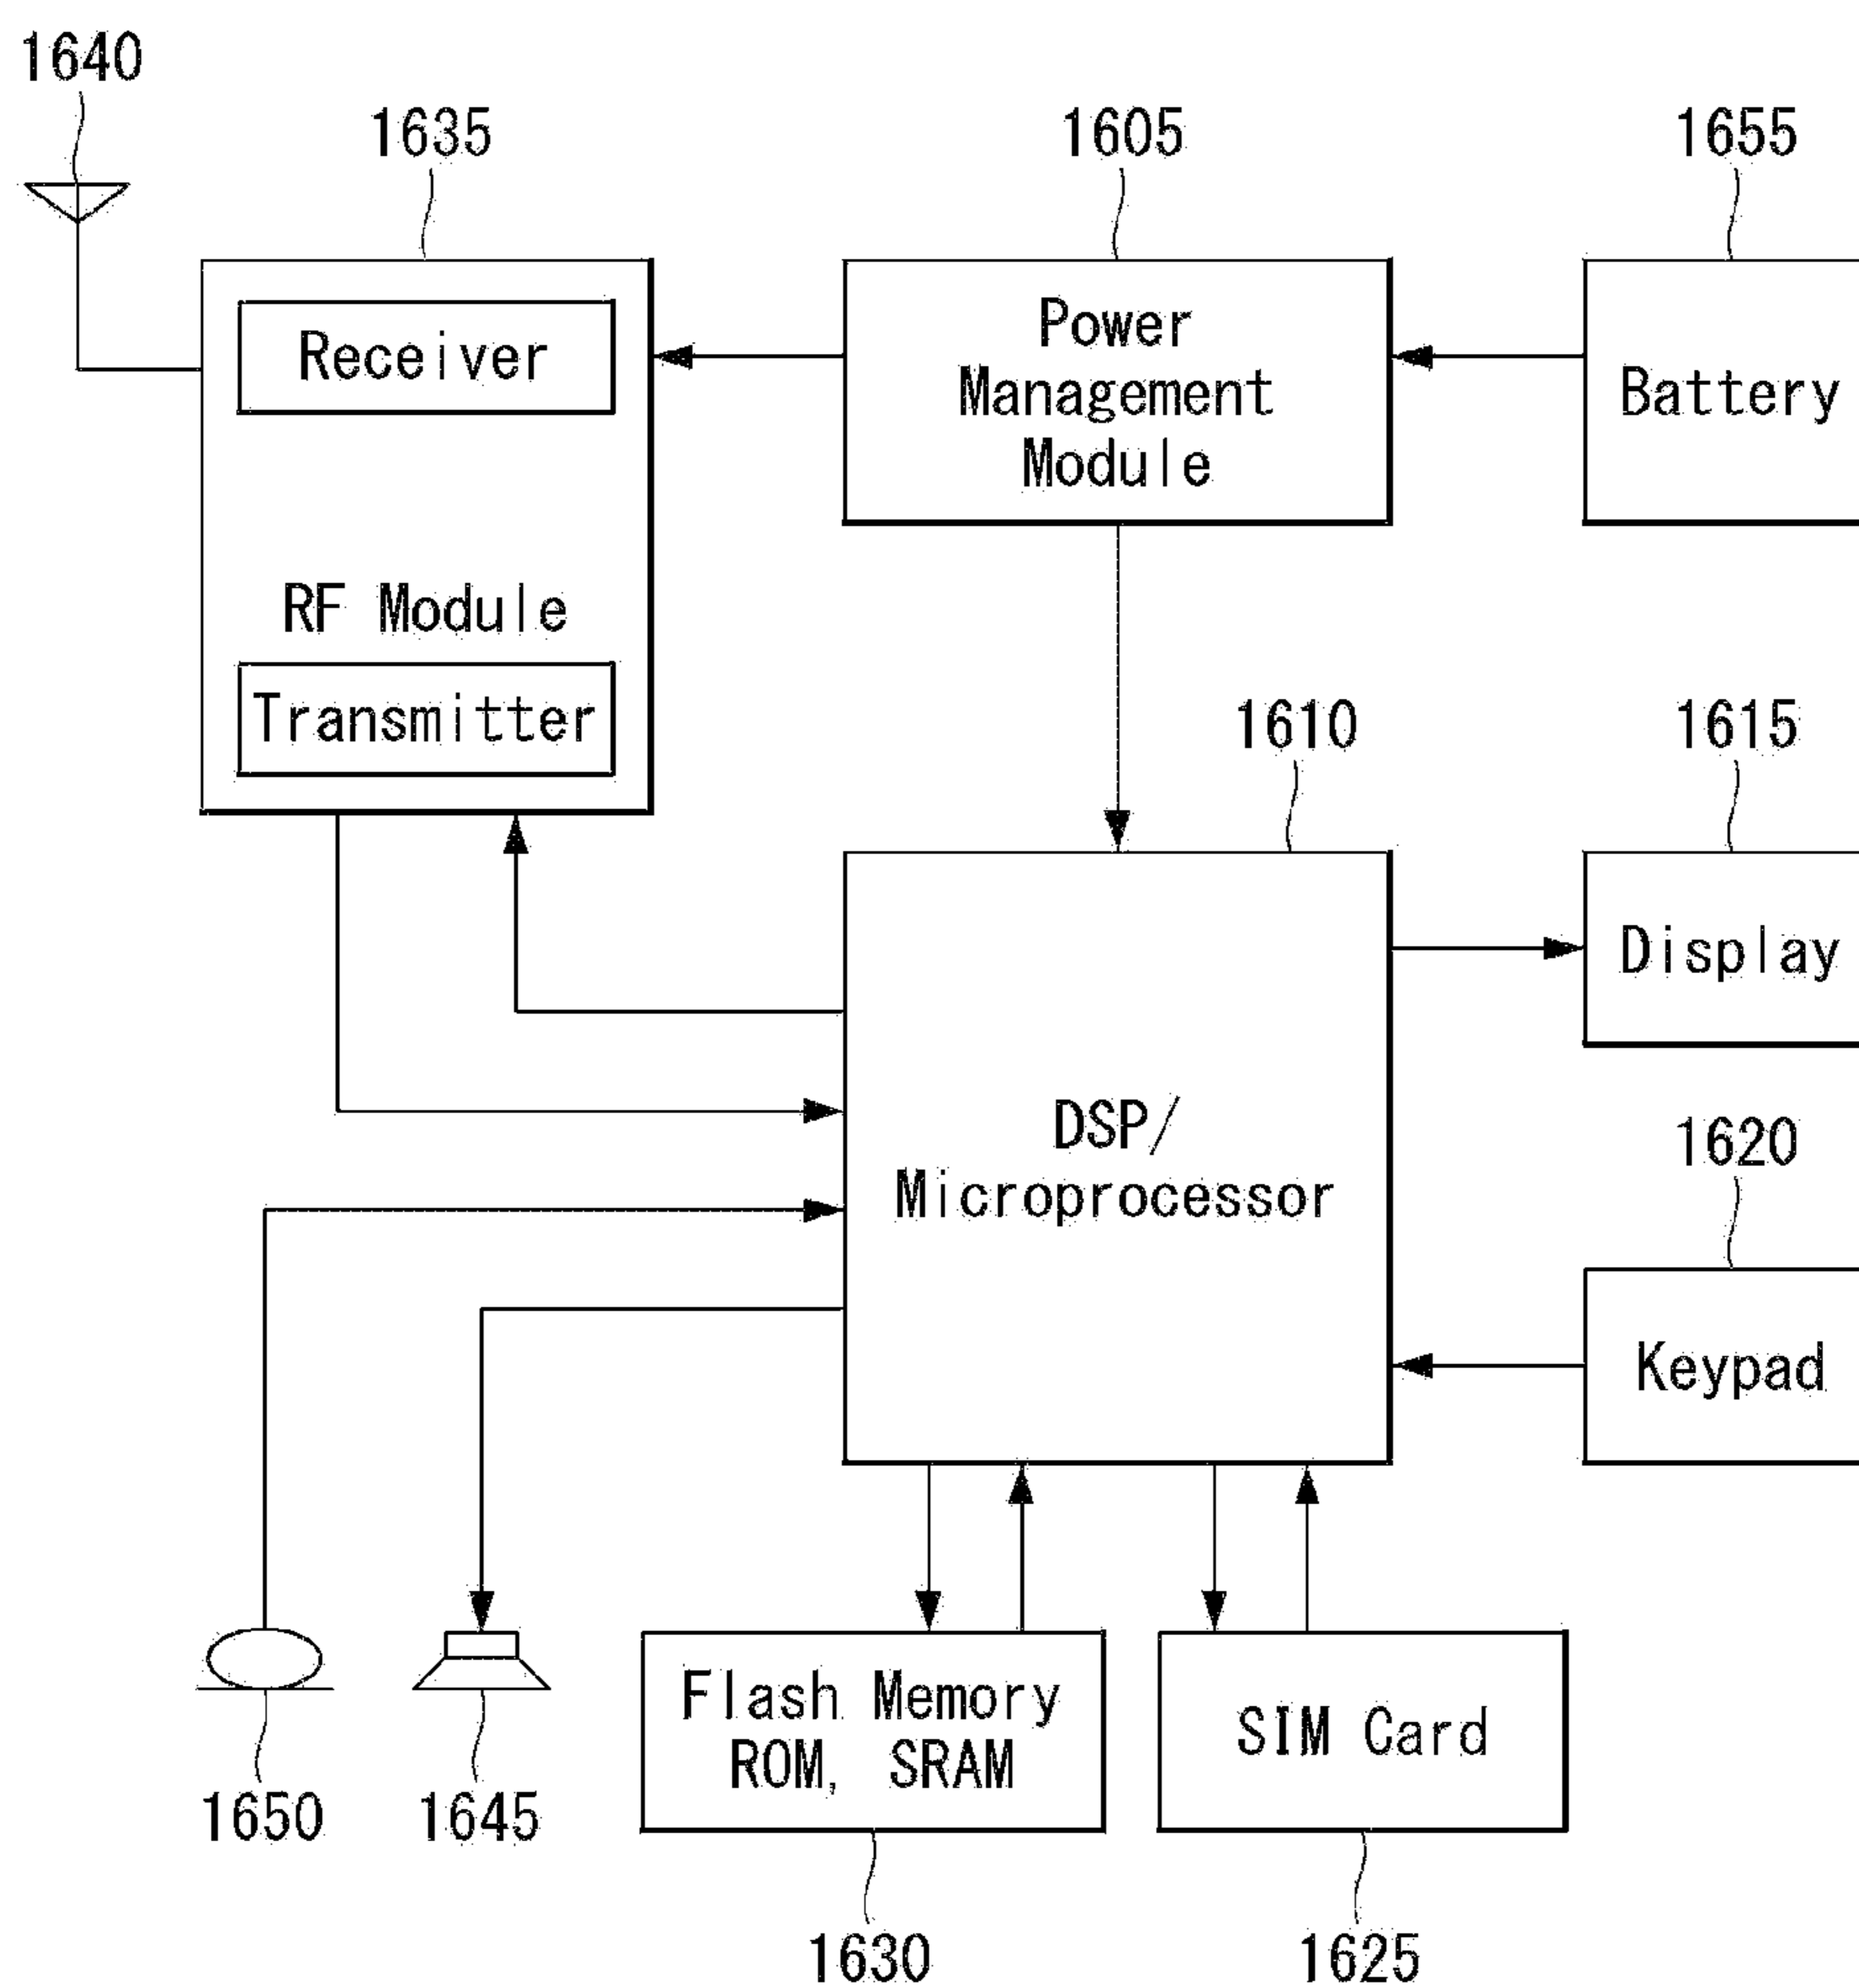 1640
1635
1605
1655
Receiver
RF Module
Transmitter
Power
Management
Module
Battery
1610
1615
DSP/
Microprocessor
Display
1620
Keypad
Flash Memory
ROM, SRAM
SIM Card
1650
1645
1630
1625